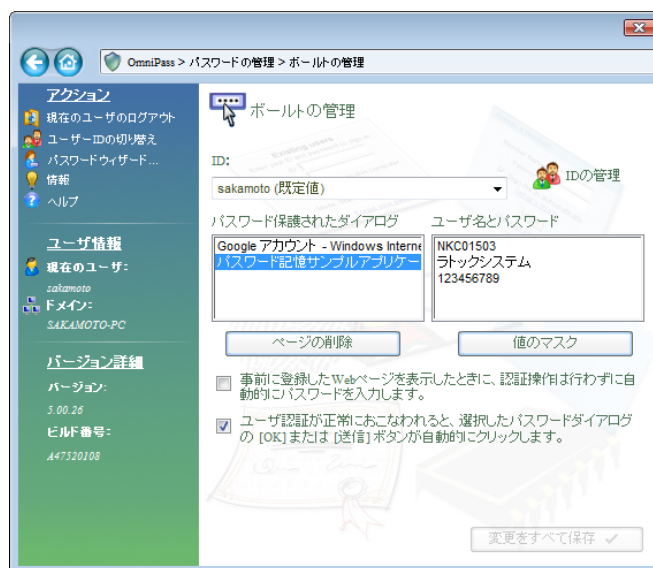 OmniPass > パスワードの管理 > ボールトの管理
アクション
現在のユーザのログアウト
ユーザーIDの切り替え
パスワードウィザード...
情報
ヘルプ
ユーザ情報
現在のユーザ:
sakamoto
ドメイン:
SAKAMOTO-PC
バージョン詳細
バージョン:
5.00.26
ビルド番号:
A47520108
ボールトの管理
ID:
sakamoto (既定値)
IDの管理
パスワード保護されたダイアログ
Google アカウント - Windows Interne
パスワード記憶サンプルアプリケー
ユーザ名とパスワード
NKC01503
ラトックシステム
123456789
ページの削除
値のマスク
事前に登録したWebページを表示したときに、認証操作は行わずに自
動的にパスワードを入力します。
ユーザ認証が正常におこなわれると、選択したパスワードダイアログ
の [OK] または [送信] ボタンが自動的にクリックします。
変更をすべて保存